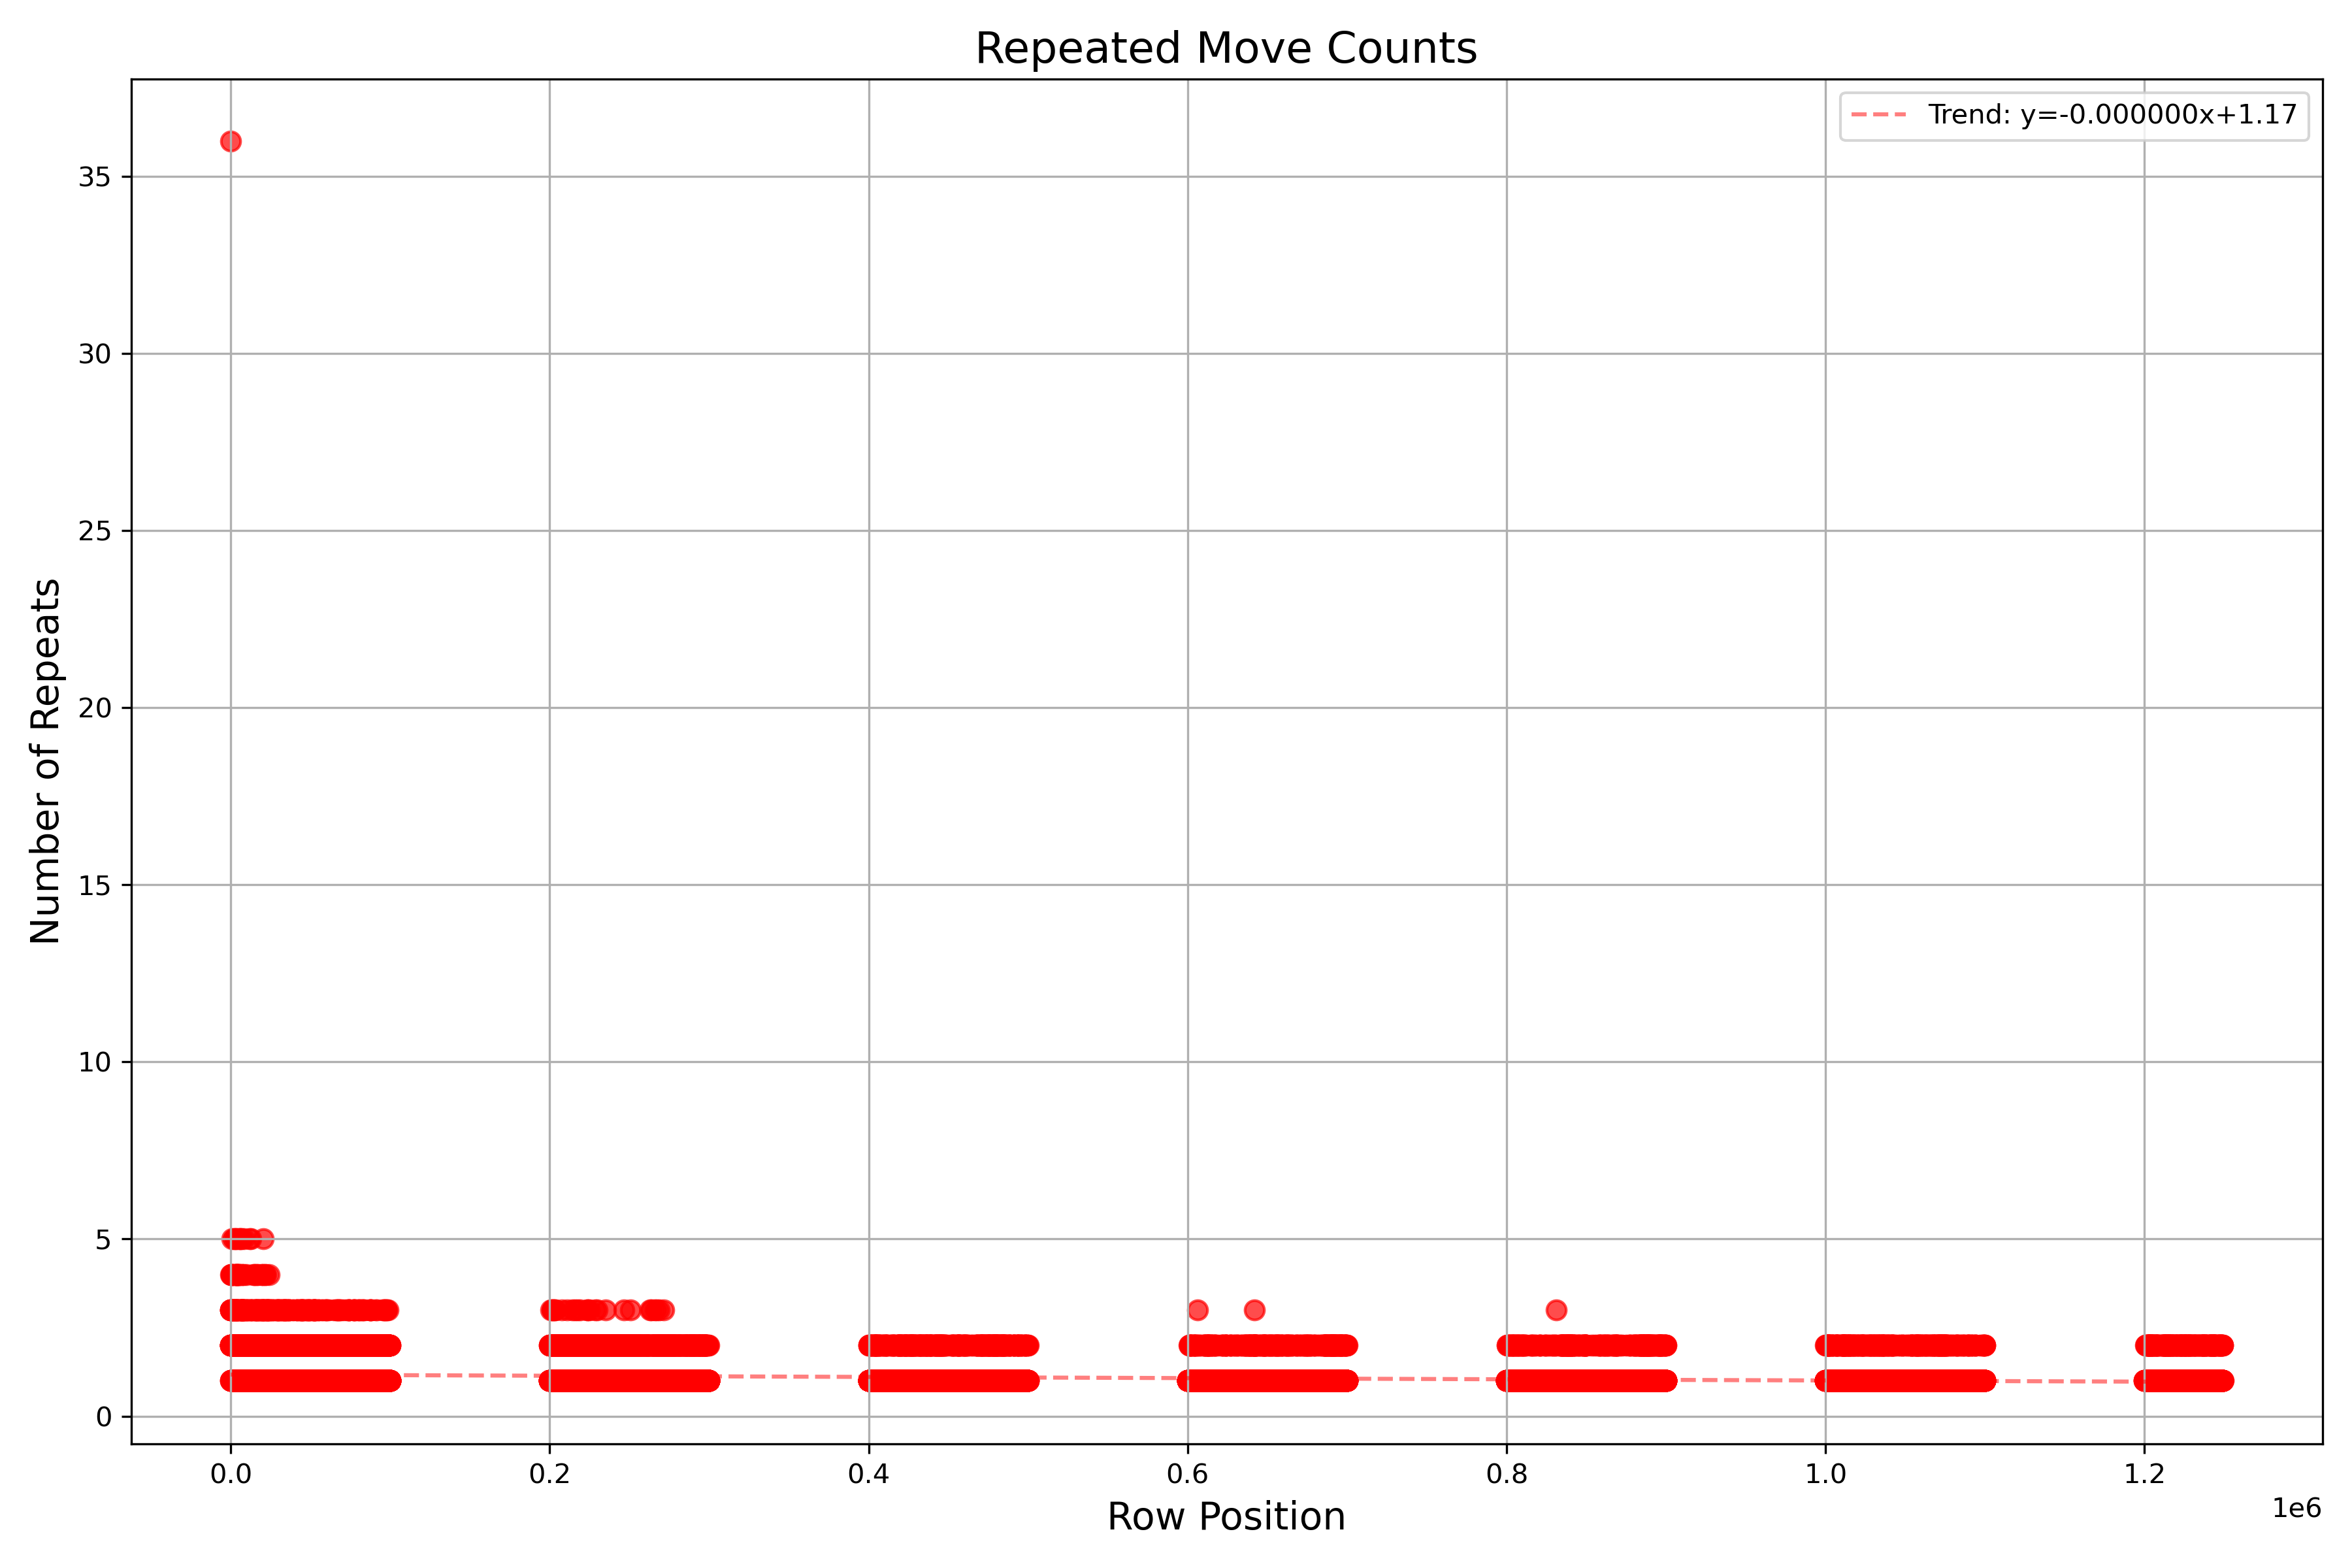 Repeated Move Counts
Trend: y=-0.000000x+1.17
Number of Repeats
35
30
25
20
15
10
5
0
0.0 0.2 0.4 0.6 0.8 1.0 1.2
1e6
Row Position